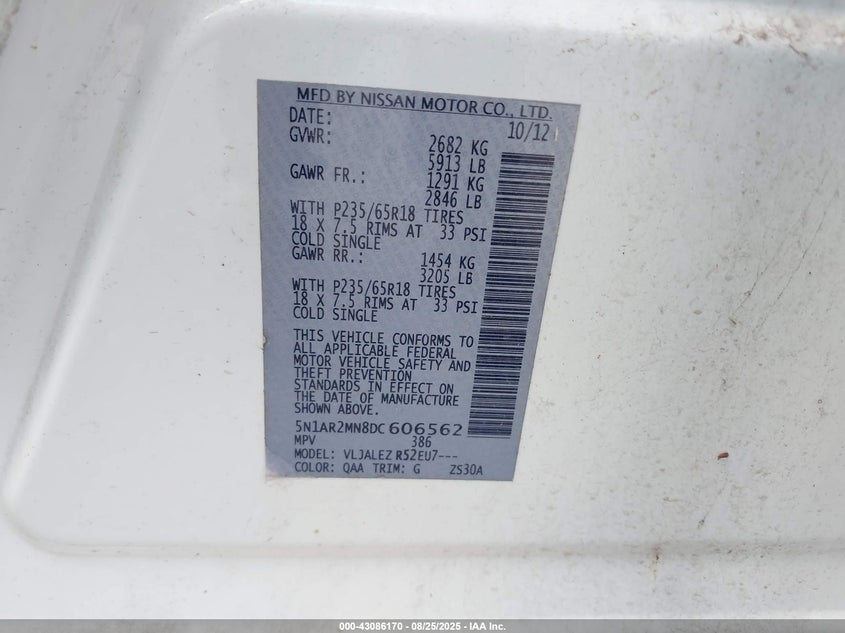 MFD BY NISSAN MOTOR CO., LTD.
DATE: 10/12
GVWR: 2682 KG
5913 LB
GAWR FR.: 1291 KG
2846 LB
WITH P235/65R18 TIRES
18 X 7.5 RIMS AT 33 PSI
COLD SINGLE
GAWR RR.: 1454 KG
3205 LB
WITH P235/65R18 TIRES
18 X 7.5 RIMS AT 33 PSI
COLD SINGLE
THIS VEHICLE CONFORMS TO
ALL APPLICABLE FEDERAL
MOTOR VEHICLE SAFETY AND
THEFT PREVENTION
STANDARDS IN EFFECT ON
THE DATE OF MANUFACTURE
SHOWN ABOVE.
5N1AR2MN8DC606562
MPV 386
MODEL: VLJALEZ R52EU7---
COLOR: QAA TRIM: G ZS30A
000-43086170 - 08/25/2025 - IAA Inc.